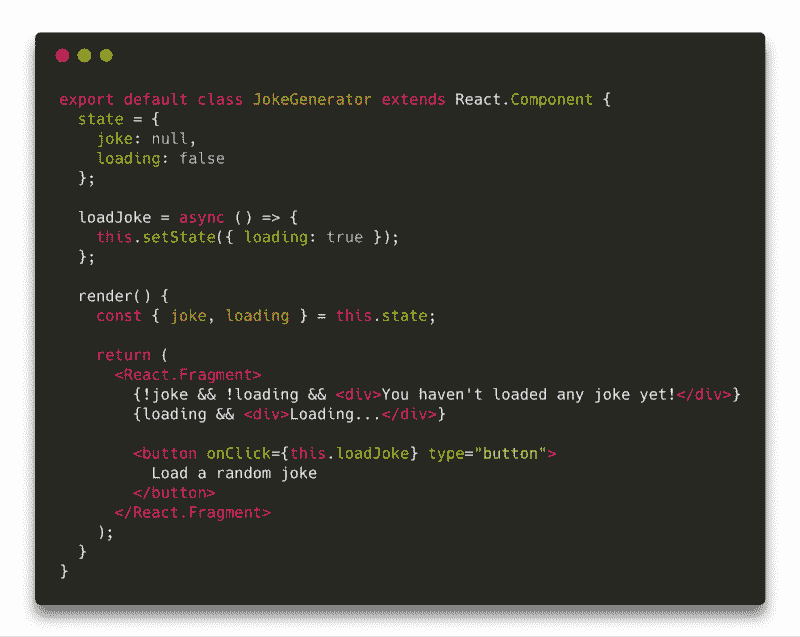 export default class JokeGenerator extends React.Component {
  state = {
    joke: null,
    loading: false
  };

  loadJoke = async () => {
    this.setState({ loading: true });
  };

  render() {
    const { joke, loading } = this.state;

    return (
      <React.Fragment>
        {!joke && !loading && <div>You haven't loaded any joke yet!</div>}
        {loading && <div>Loading...</div>}

        <button onClick={this.loadJoke} type="button">
          Load a random joke
        </button>
      </React.Fragment>
    );
  }
}